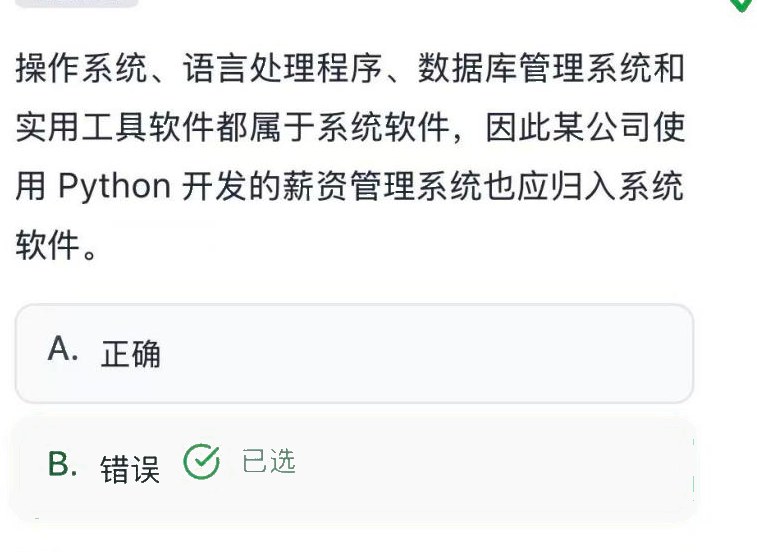 操作系统、语言处理程序、数据库管理系统和
实用工具软件都属于系统软件，因此某公司使
用 Python 开发的薪资管理系统也应归入系统
软件。
A. 正确
B. 错误 已选